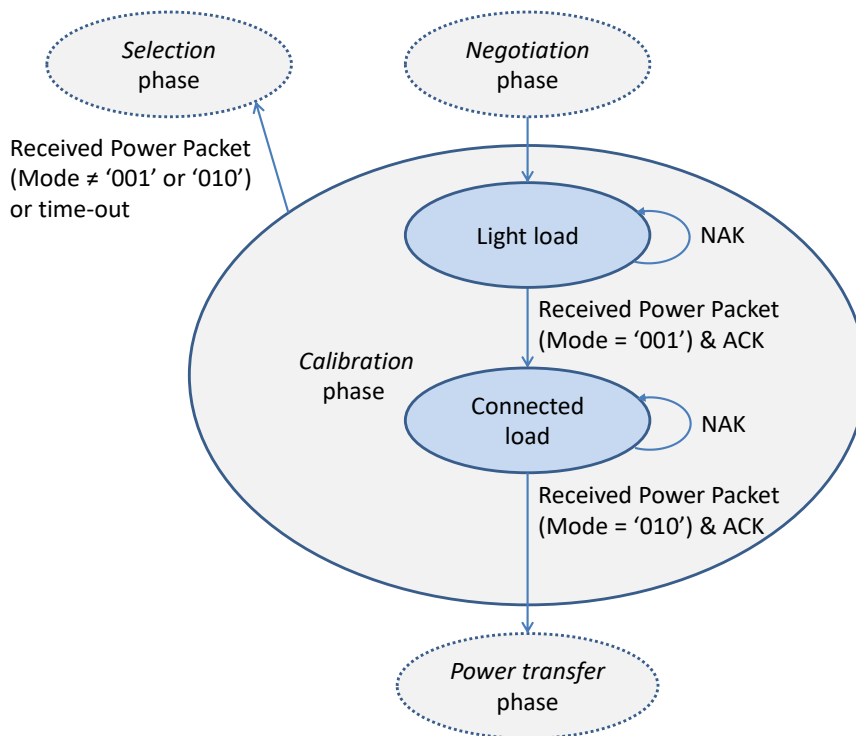 Selection
phase
Negotiation
phase
Received Power Packet
(Mode ≠ ‘001’ or ‘010’)
or time-out
Light load
NAK
Received Power Packet
(Mode = ‘001’) & ACK
Calibration
phase
Connected
load
NAK
Received Power Packet
(Mode = ‘010’) & ACK
Power transfer
phase